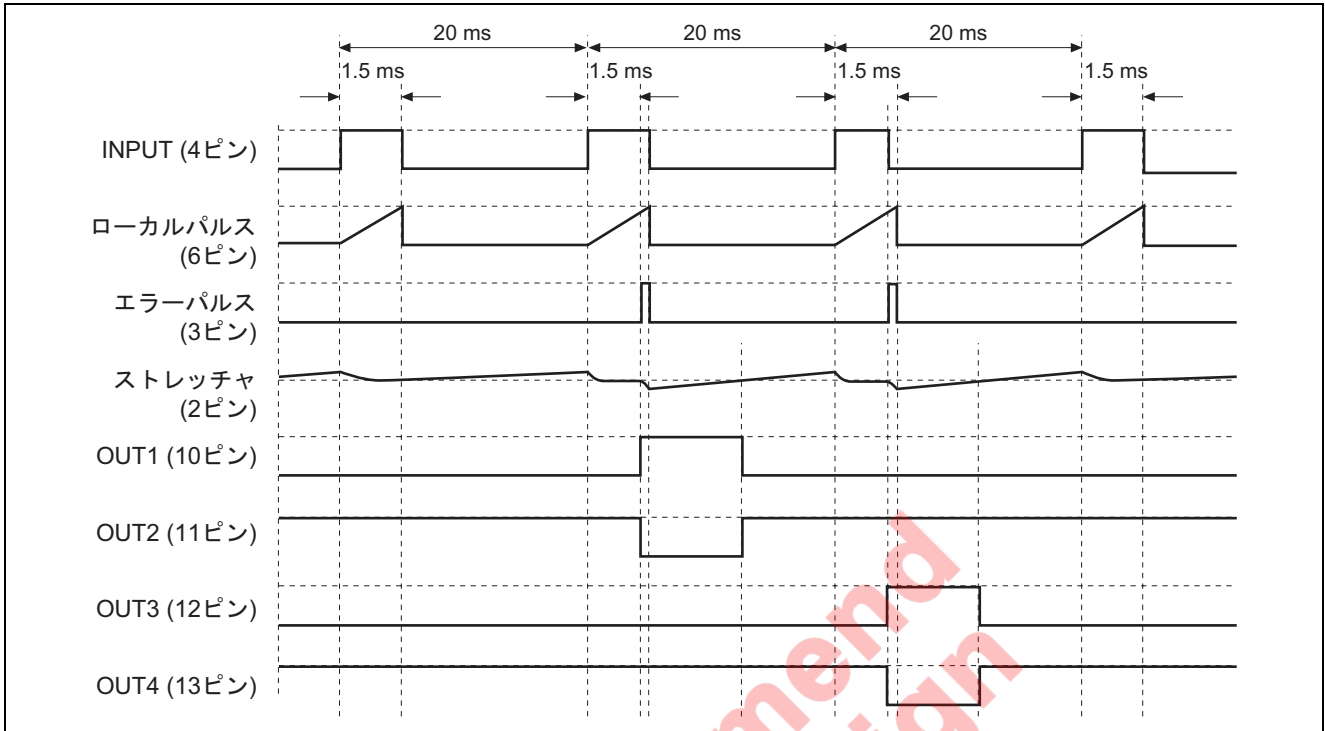 20 ms 20 ms 20 ms
1.5 ms 1.5 ms 1.5 ms 1.5 ms
INPUT (4ピン)
ローカルパルス
(6ピン)
エラーパルス
(3ピン)
ストレッチャ
(2ピン)
OUT1 (10ピン)
OUT2 (11ピン)
OUT3 (12ピン)
OUT4 (13ピン)
mend
ign